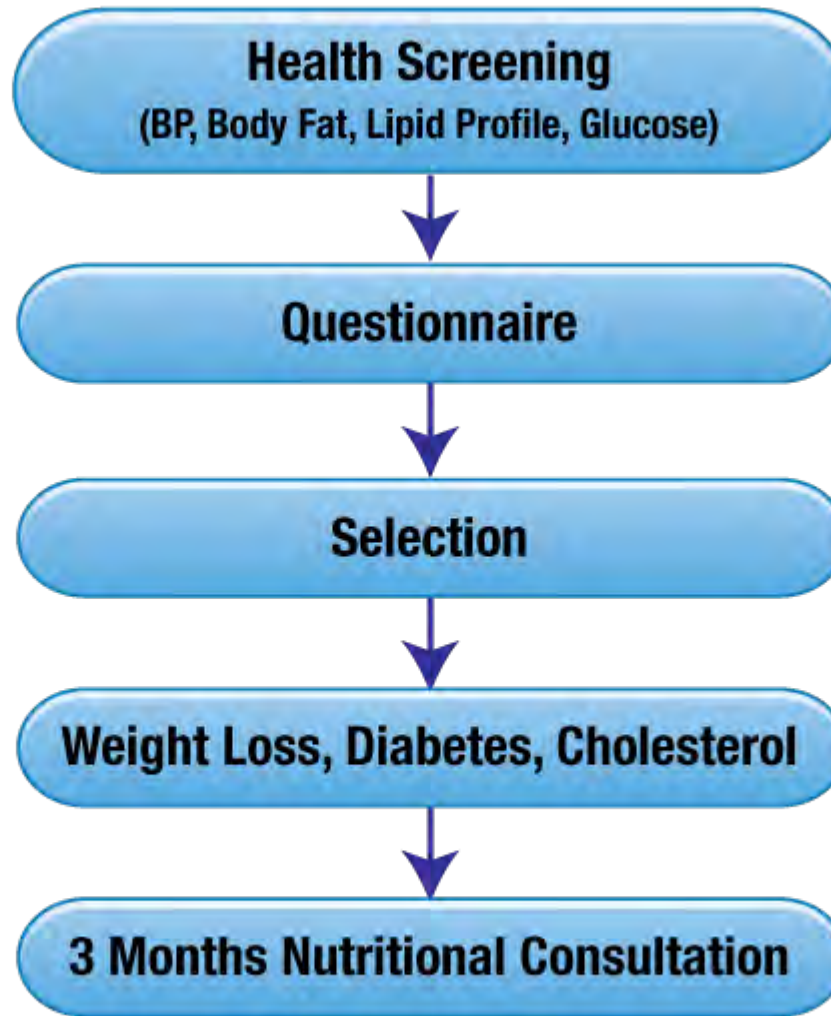 Health Screening
(BP, Body Fat, Lipid Profile, Glucose)
Questionnaire
Selection
Weight Loss, Diabetes, Cholesterol
3 Months Nutritional Consultation